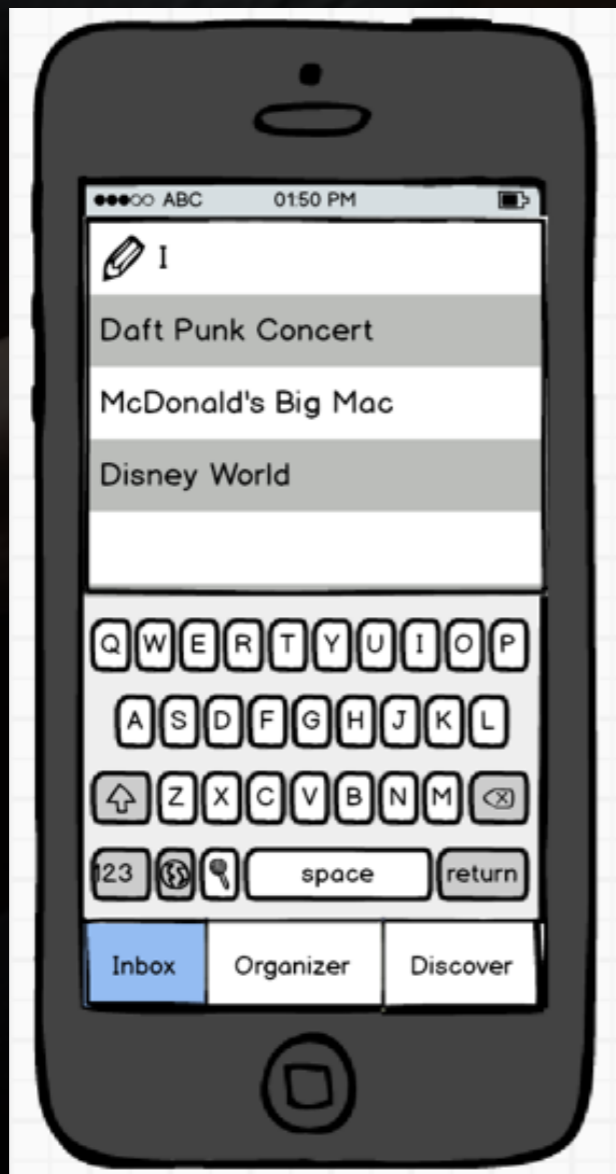 ABC 01:50 PM
I
Daft Punk Concert
McDonald's Big Mac
Disney World
Q W E R T Y U I O P
A S D F G H J K L
Z X C V B N M
123 space return
Inbox Organizer Discover